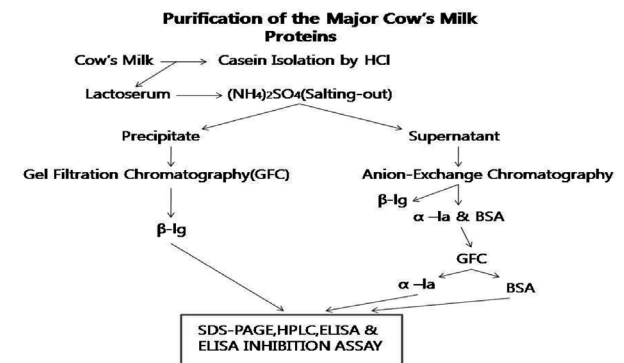 Purification of the Major Cow's Milk
Proteins
Cow's Milk
Casein Isolation by HCl
Lactoserum
(NH4)2SO4(Salting-out)
Precipitate
Supernatant
Gel Filtration Chromatography(GFC)
Anion-Exchange Chromatography
β-lg
α –la & BSA
β-lg
GFC
α –la
BSA
SDS-PAGE,HPLC,ELISA &
ELISA INHIBITION ASSAY